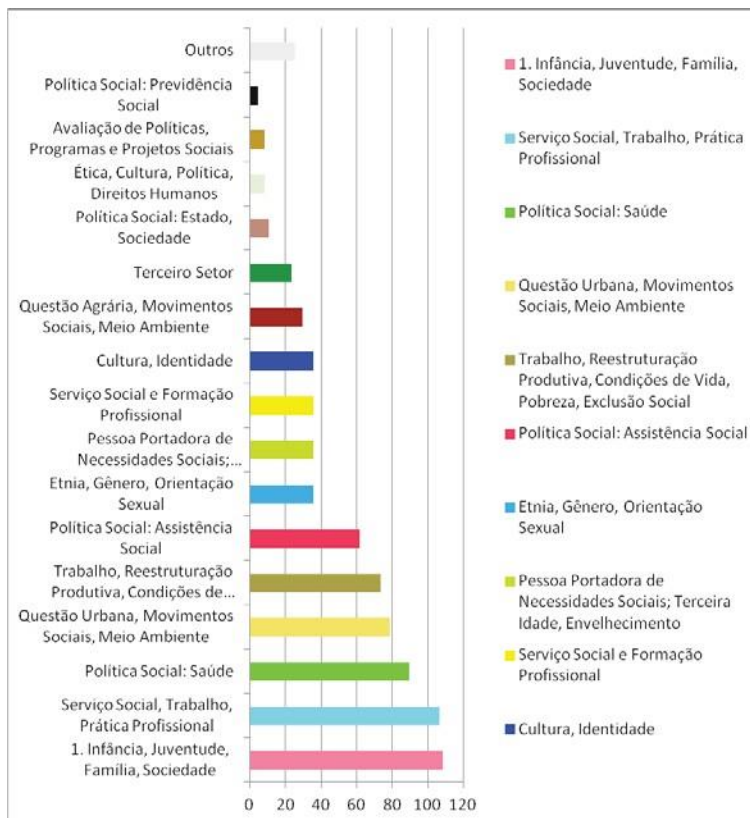 Outros
Política Social: Previdência
Social
Avaliação de Políticas,
Programas e Projetos Sociais
Ética, Cultura, Política,
Direitos Humanos
Política Social: Estado,
Sociedade
Terceiro Setor
Questão Agrária, Movimentos
Sociais, Meio Ambiente
Cultura, Identidade
Serviço Social e Formação
Profissional
Pessoa Portadora de
Necessidades Sociais;...
Etnia, Gênero, Orientação
Sexual
Política Social: Assistência
Social
Trabalho, Reestruturação
Produtiva, Condições de...
Questão Urbana, Movimentos
Sociais, Meio Ambiente
Política Social: Saúde
Serviço Social, Trabalho,
Prática Profissional
1. Infância, Juventude,
Família, Sociedade
0 20 40 60 80 100 120
1. Infância, Juventude, Família,
Sociedade
Serviço Social, Trabalho, Prática
Profissional
Política Social: Saúde
Questão Urbana, Movimentos
Sociais, Meio Ambiente
Trabalho, Reestruturação
Produtiva, Condições de Vida,
Pobreza, Exclusão Social
Política Social: Assistência Social
Etnia, Gênero, Orientação
Sexual
Pessoa Portadora de
Necessidades Sociais; Terceira
Idade, Envelhecimento
Serviço Social e Formação
Profissional
Cultura, Identidade